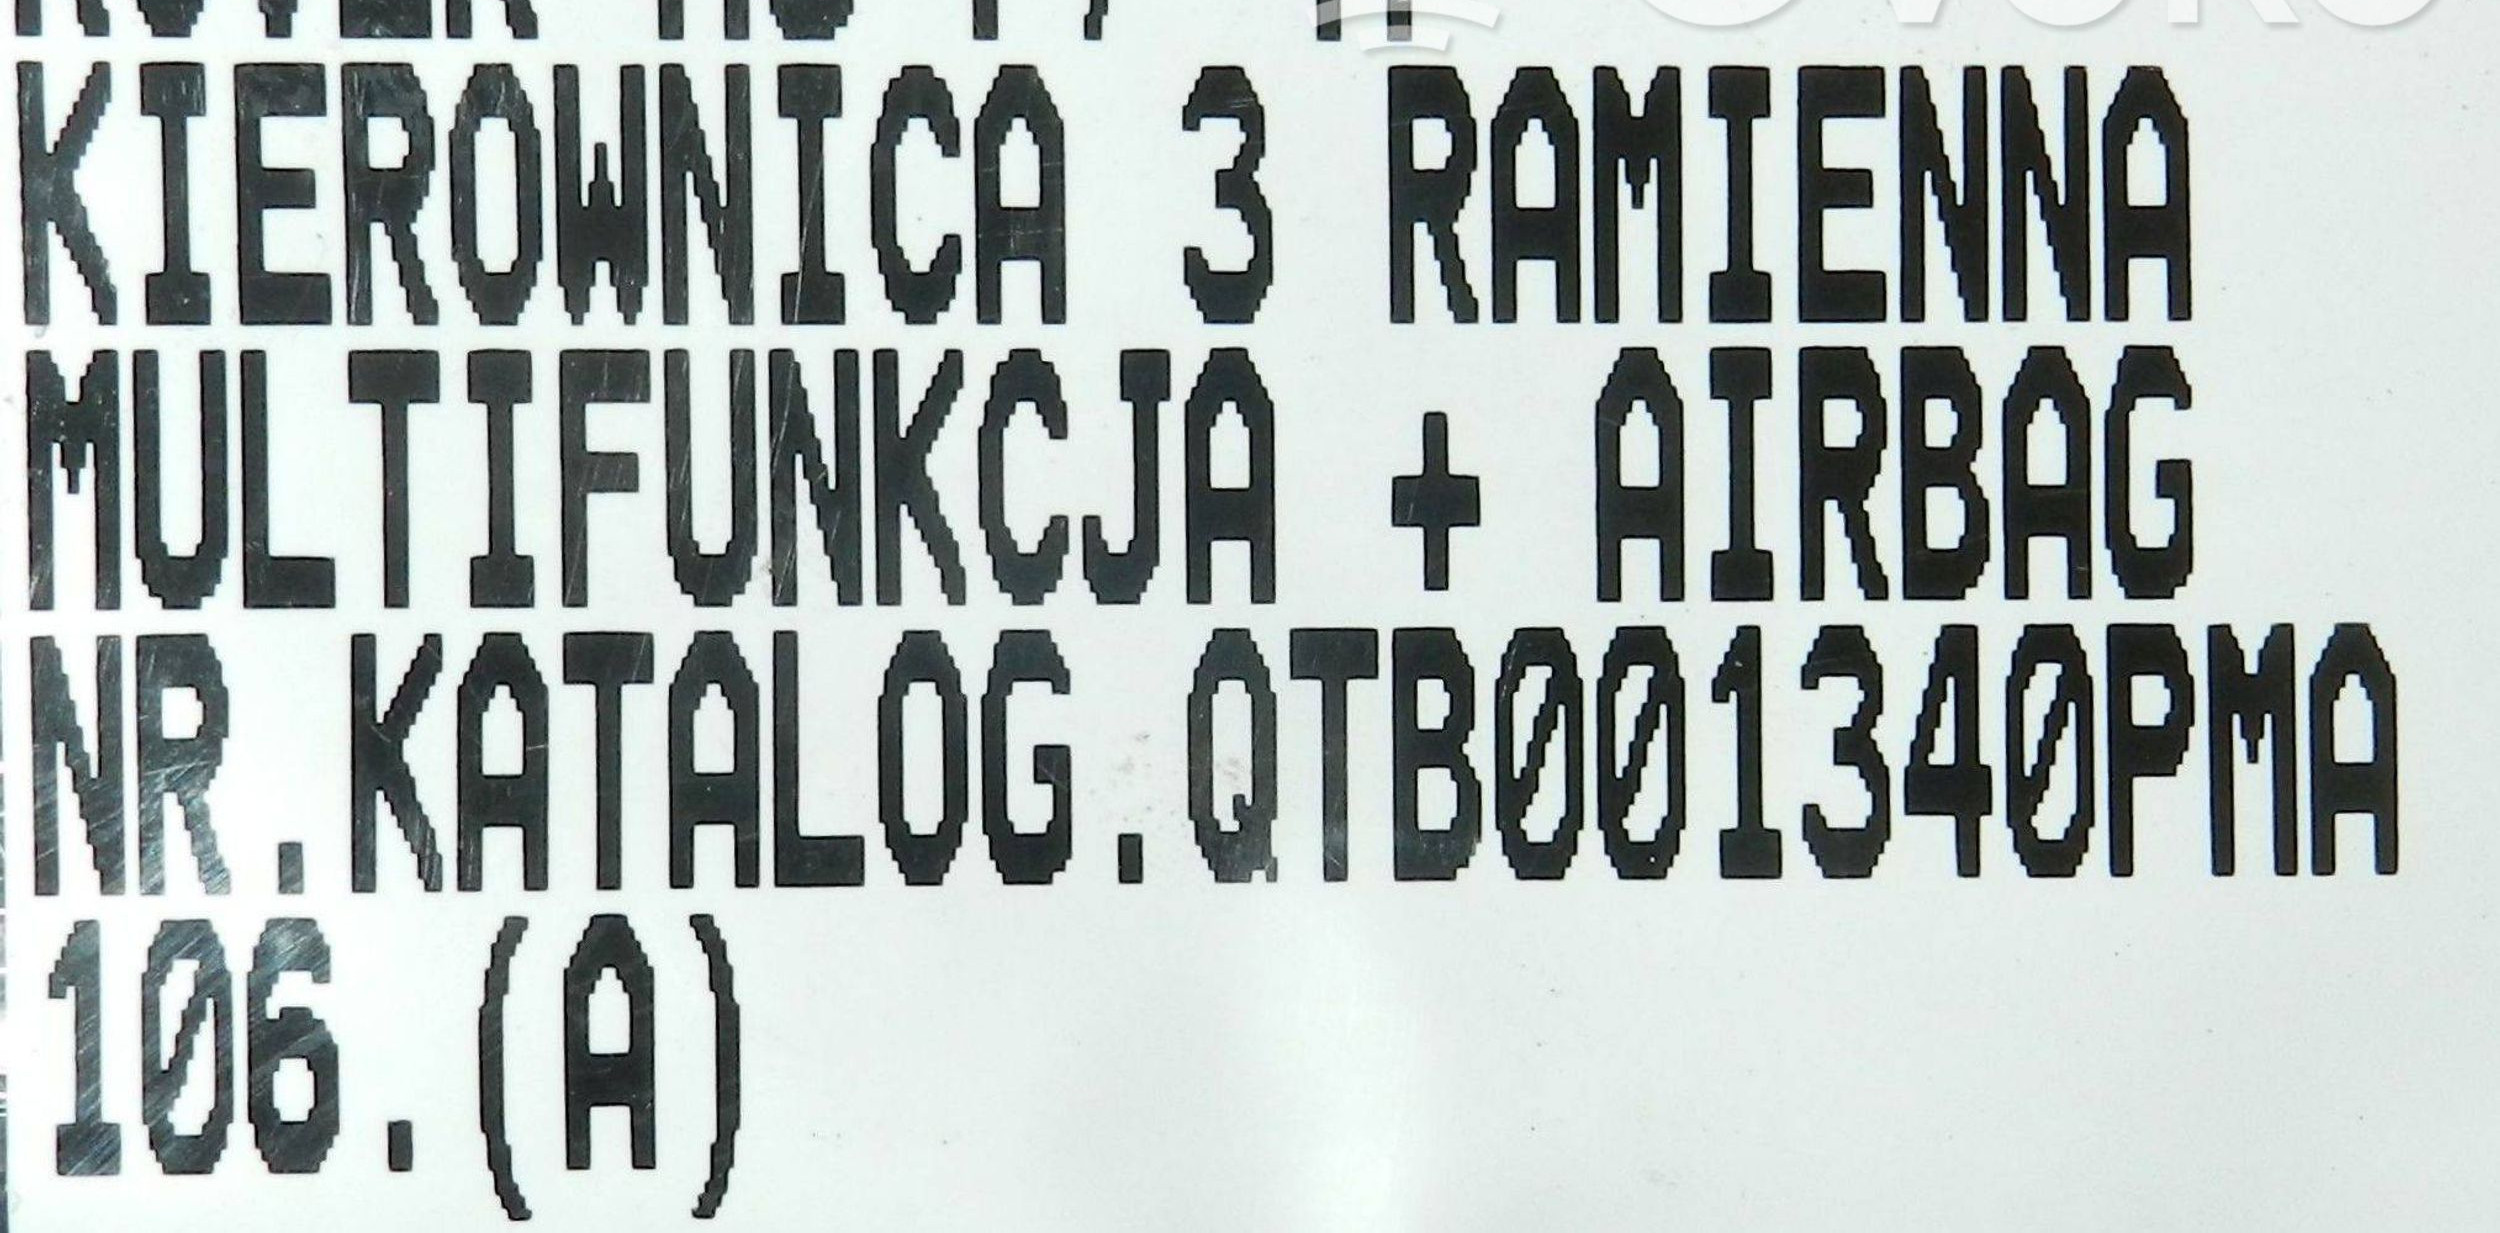 KIEROWNICA 3 RAMIENNA
MULTIFUNKCJA + AIRBAG
NR.KATALOG.QTB001340PMA
106.(A)